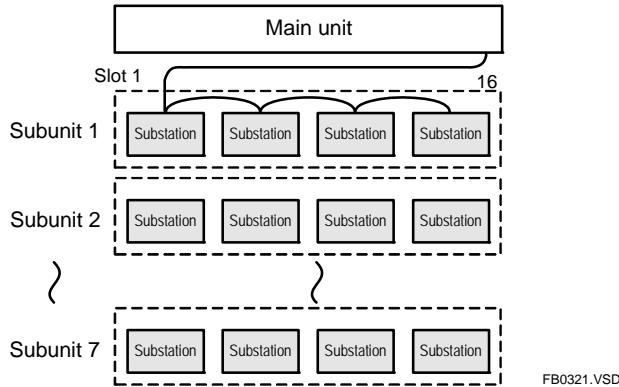 Main unit
Slot 1
16
Subunit 1
Substation Substation Substation Substation
Subunit 2
Substation Substation Substation Substation
Subunit 7
Substation Substation Substation Substation
FB0321.VSD